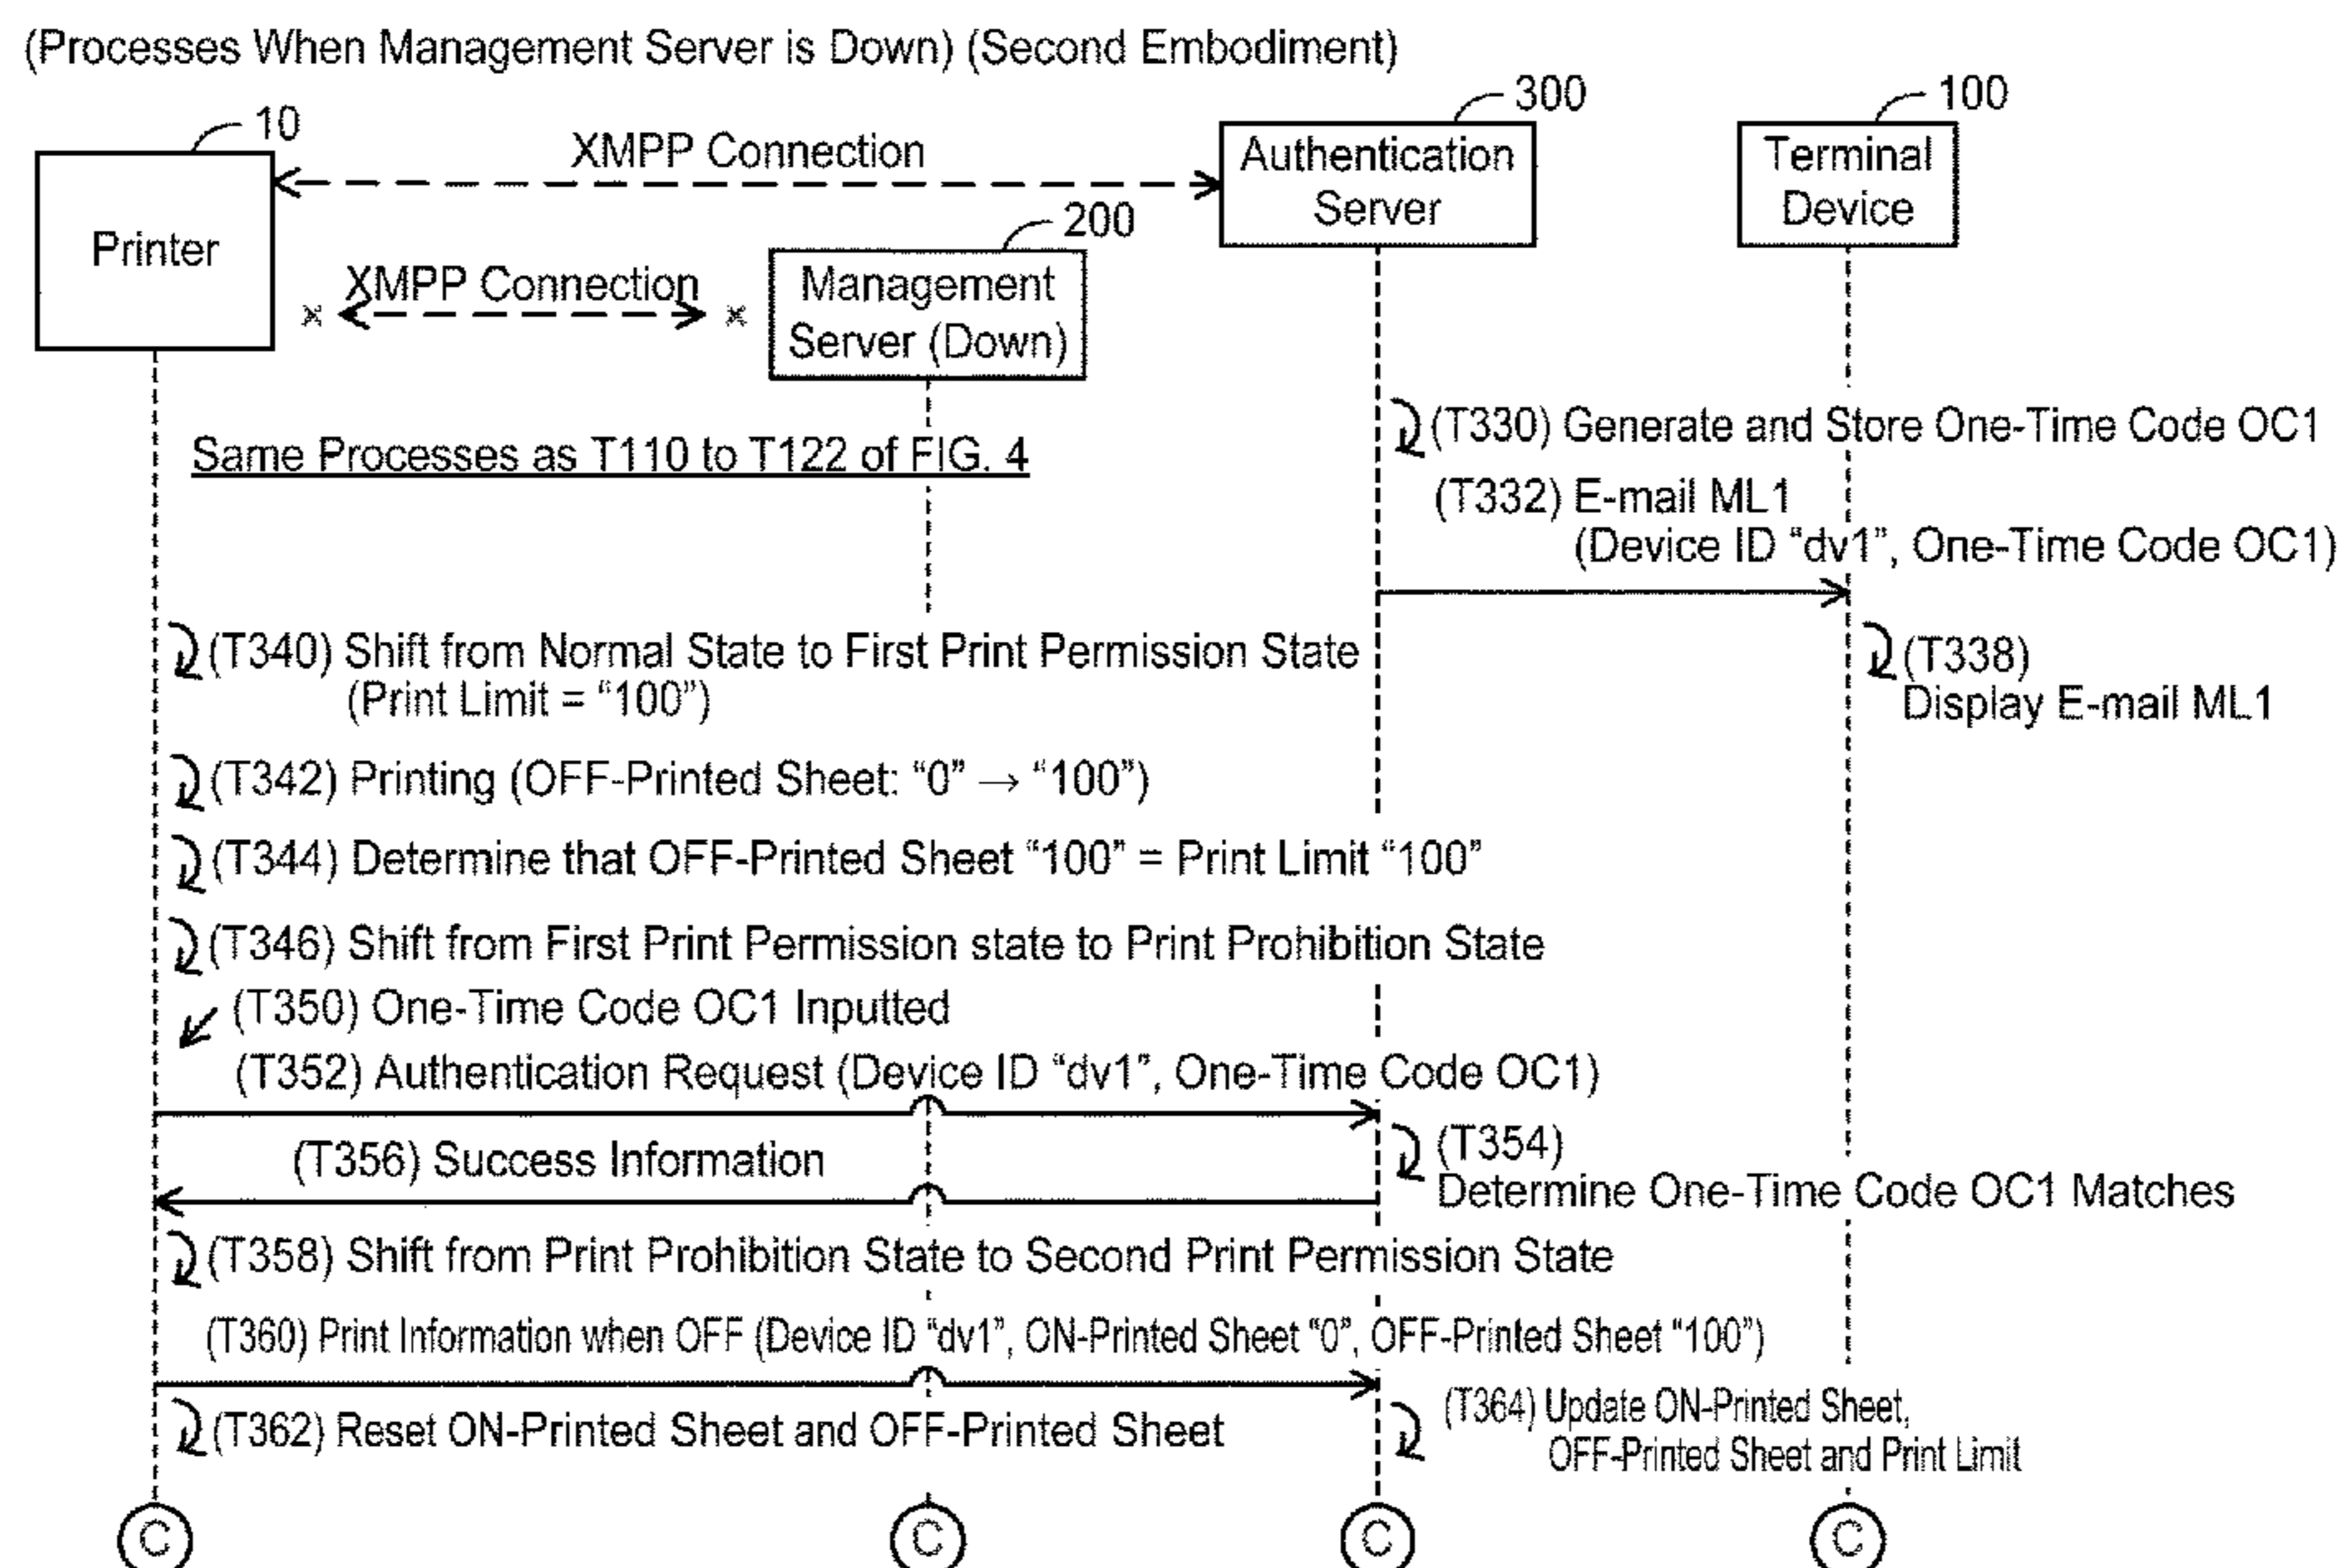 (Processes When Management Server is Down) (Second Embodiment)
10
300
100
XMPP Connection
Authentication
Server
Terminal
Device
Printer
200
XMPP Connection
Management
Server (Down)
Same Processes as T110 to T122 of FIG. 4
(T330) Generate and Store One-Time Code OC1
(T332) E-mail ML1
(Device ID “dv1”, One-Time Code OC1)
(T340) Shift from Normal State to First Print Permission State
(Print Limit = “100”)
(T338)
Display E-mail ML1
(T342) Printing (OFF-Printed Sheet: “0” → “100”)
(T344) Determine that OFF-Printed Sheet “100” = Print Limit “100”
(T346) Shift from First Print Permission state to Print Prohibition State
(T350) One-Time Code OC1 Inputted
(T352) Authentication Request (Device ID “dv1”, One-Time Code OC1)
(T354)
Determine One-Time Code OC1 Matches
(T356) Success Information
(T358) Shift from Print Prohibition State to Second Print Permission State
(T360) Print Information when OFF (Device ID “dv1”, ON-Printed Sheet “0”, OFF-Printed Sheet “100”)
(T362) Reset ON-Printed Sheet and OFF-Printed Sheet
(T364) Update ON-Printed Sheet,
OFF-Printed Sheet and Print Limit
C
C
C
C